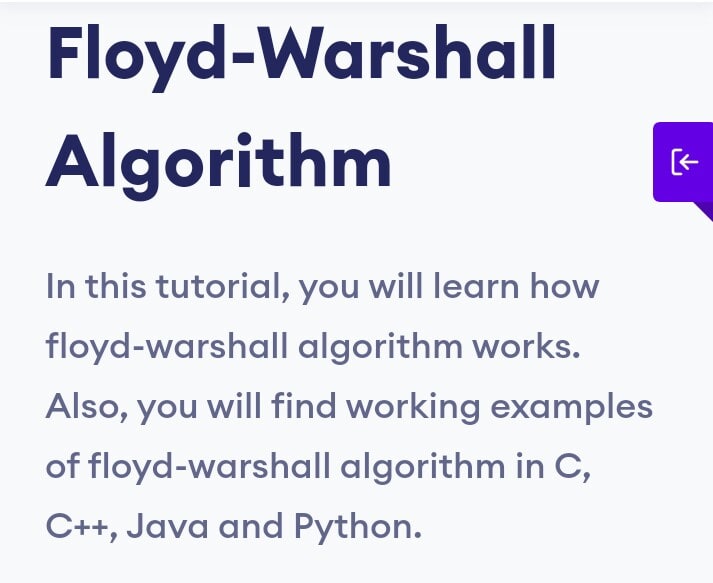 Floyd-Warshall
Algorithm
In this tutorial, you will learn how
floyd-warshall algorithm works.
Also, you will find working examples
of floyd-warshall algorithm in C,
C++, Java and Python.